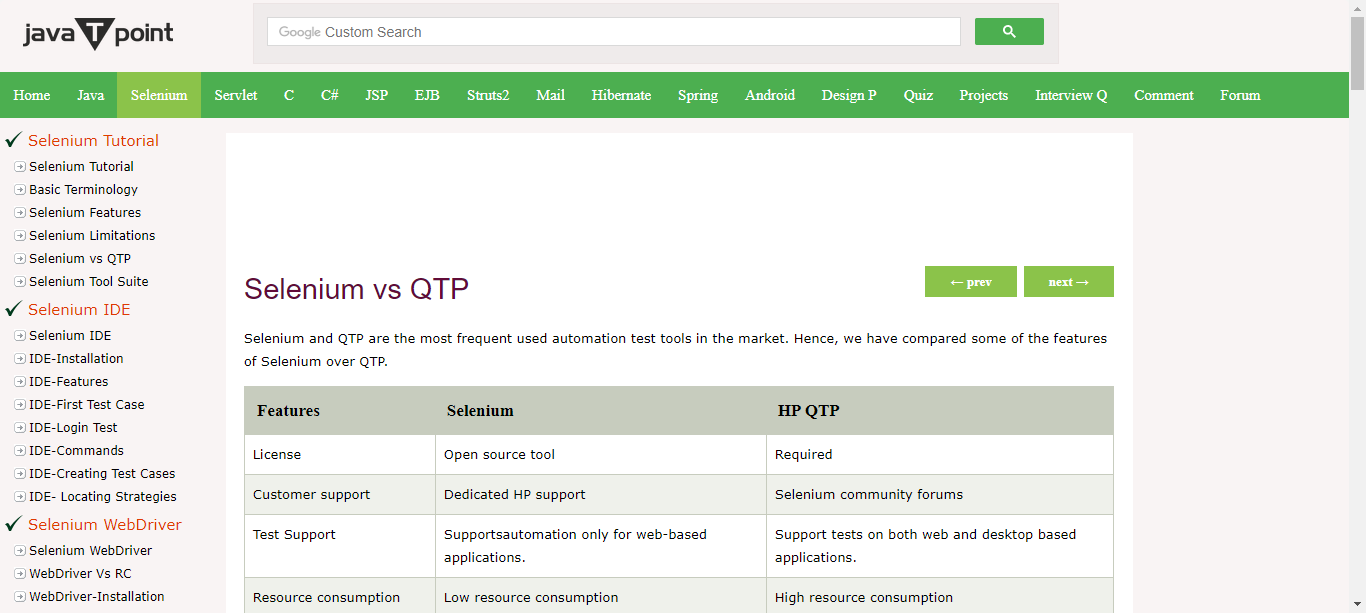 javaTpoint
Google Custom Search
Home Java Selenium Servlet C C# JSP EJB Struts2 Mail Hibernate Spring Android Design P Quiz Projects Interview Q Comment Forum
Selenium Tutorial
Selenium Tutorial
Basic Terminology
Selenium Features
Selenium Limitations
Selenium vs QTP
Selenium Tool Suite
Selenium IDE
Selenium IDE
IDE-Installation
IDE-Features
IDE-First Test Case
IDE-Login Test
IDE-Commands
IDE-Creating Test Cases
IDE- Locating Strategies
Selenium WebDriver
Selenium WebDriver
WebDriver Vs RC
WebDriver-Installation
Selenium vs QTP
← prev next →
Selenium and QTP are the most frequent used automation test tools in the market. Hence, we have compared some of the features
of Selenium over QTP.
Features Selenium HP QTP
License Open source tool Required
Customer support Dedicated HP support Selenium community forums
Test Support Supportsautomation only for web-based Support tests on both web and desktop based
applications. applications.
Resource consumption Low resource consumption High resource consumption